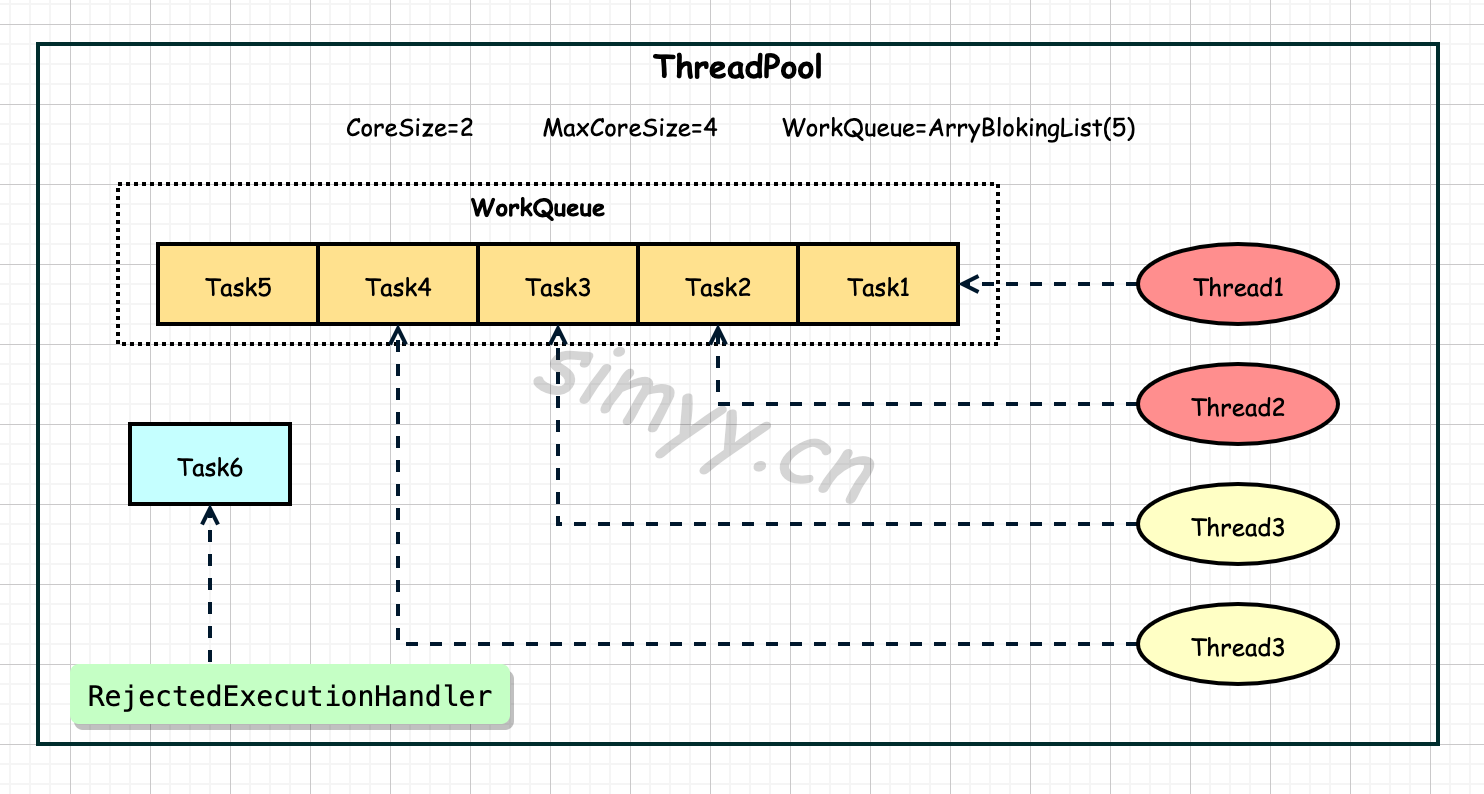 ThreadPool
CoreSize=2 MaxCoreSize=4 WorkQueue=ArryBlokingList(5)
WorkQueue
Task5 Task4 Task3 Task2 Task1
Thread1
Thread2
simyy.cn
Task6
Thread3
Thread3
RejectedExecutionHandler